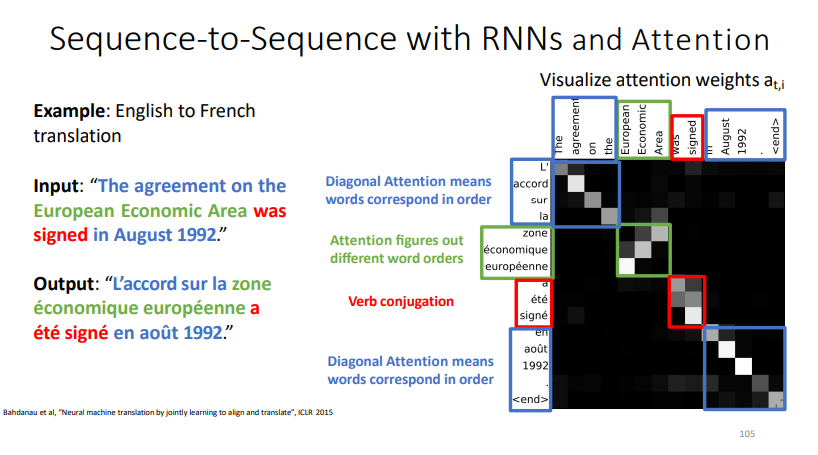 Sequence-to-Sequence with RNNs and Attention
Example: English to French
translation
Input: “The agreement on the
European Economic Area was
signed in August 1992.”
Output: “L’accord sur la zone
économique européenne a
été signé en août 1992.”
Visualize attention weights at,i
The
agreement
on
the
European
Economic
Area
was
signed
in
August
1992
.
<end>
Diagonal Attention means
words correspond in order
Attention figures out
different word orders
Verb conjugation
Diagonal Attention means
words correspond in order
L'
accord
sur
la
zone
économique
européenne
a
été
signé
en
août
1992
.
<end>
Bahdanau et al, “Neural machine translation by jointly learning to align and translate”, ICLR 2015
105